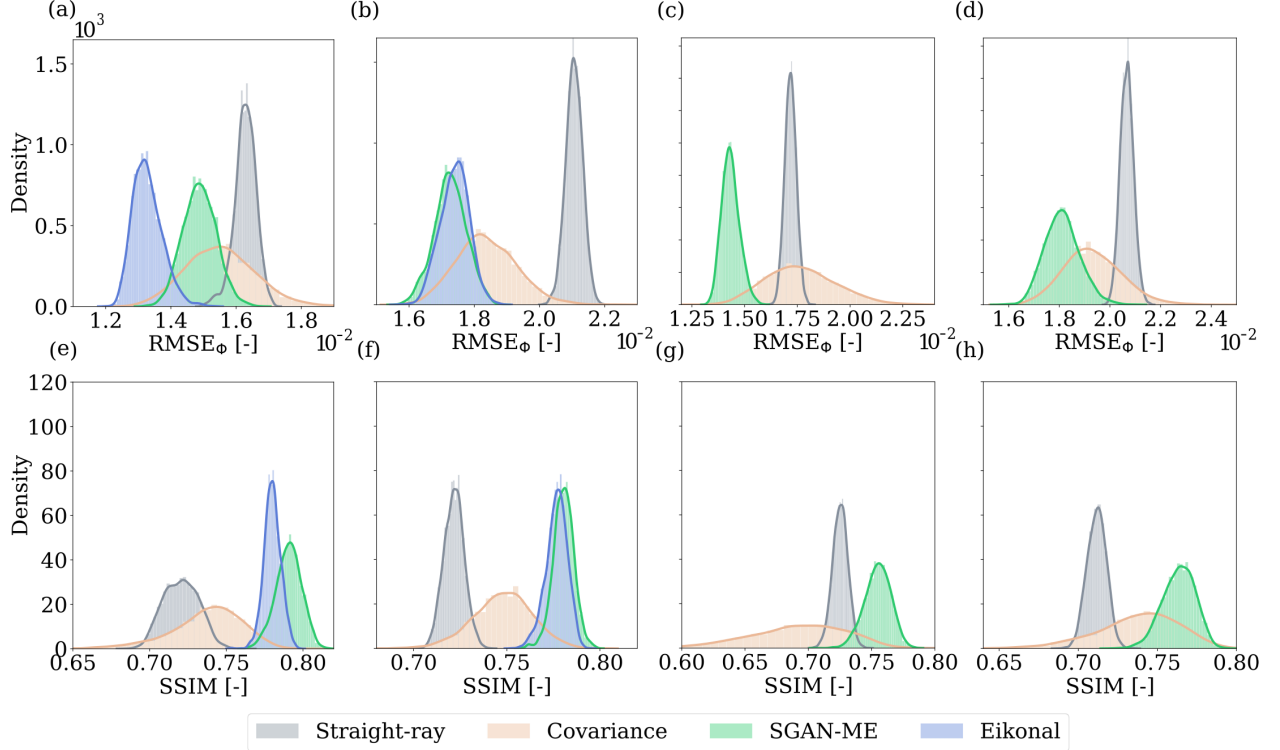 (a) (b) (c) (d)
10³
1.5
1.0
0.5
0.0
Density
1.2 1.4 1.6 1.8 1.6 1.8 2.0 2.2 1.25 1.50 1.75 2.00 2.25 1.6 1.8 2.0 2.2 2.4
RMSE_Φ [-] 10⁻² RMSE_Φ [-] 10⁻² RMSE_Φ [-] 10⁻² RMSE_Φ [-] 10⁻²
(e) (f) (g) (h)
120
100
80
60
40
20
0
Density
0.65 0.70 0.75 0.80 0.70 0.75 0.80 0.60 0.65 0.70 0.75 0.80 0.65 0.70 0.75 0.80
SSIM [-] SSIM [-] SSIM [-] SSIM [-]
Straight-ray Covariance SGAN-ME Eikonal